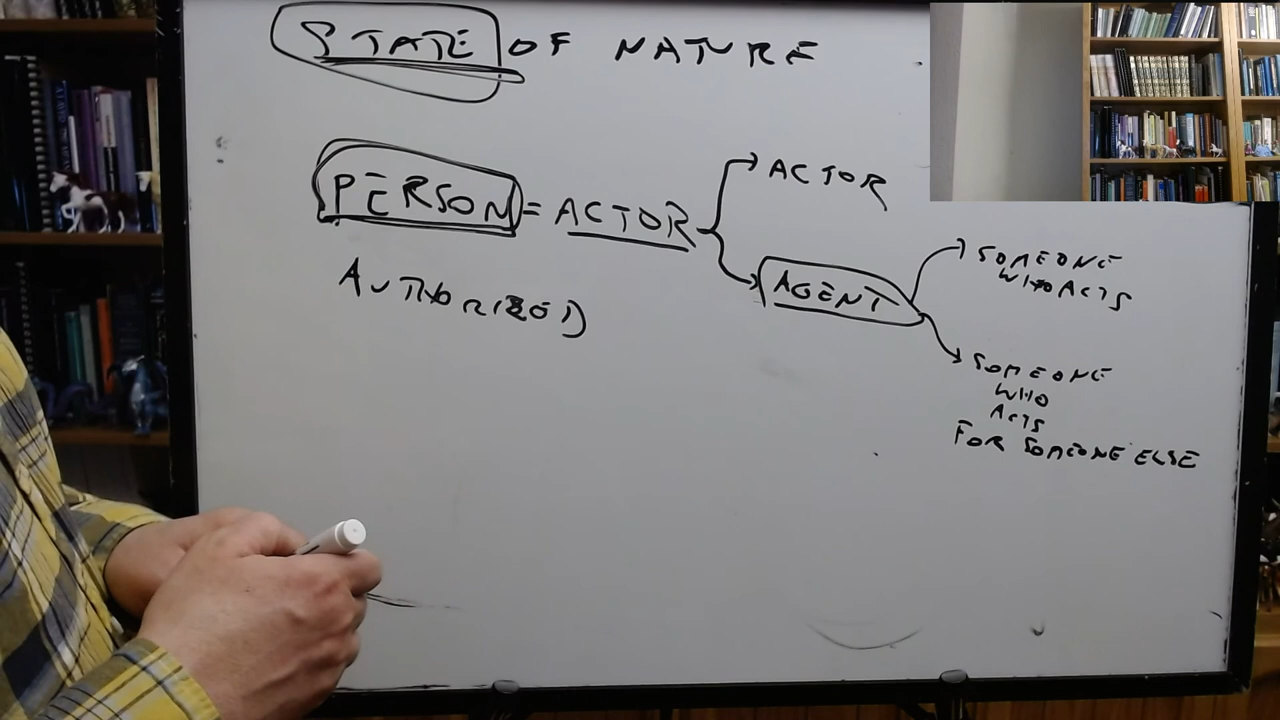 STATE OF NATURE
PERSON = ACTOR
ACTOR
AGENT
AUTHORIZED
SOMEONE
WHO ACTS
SOMEONE
WHO
ACTS
FOR SOMEONE ELSE